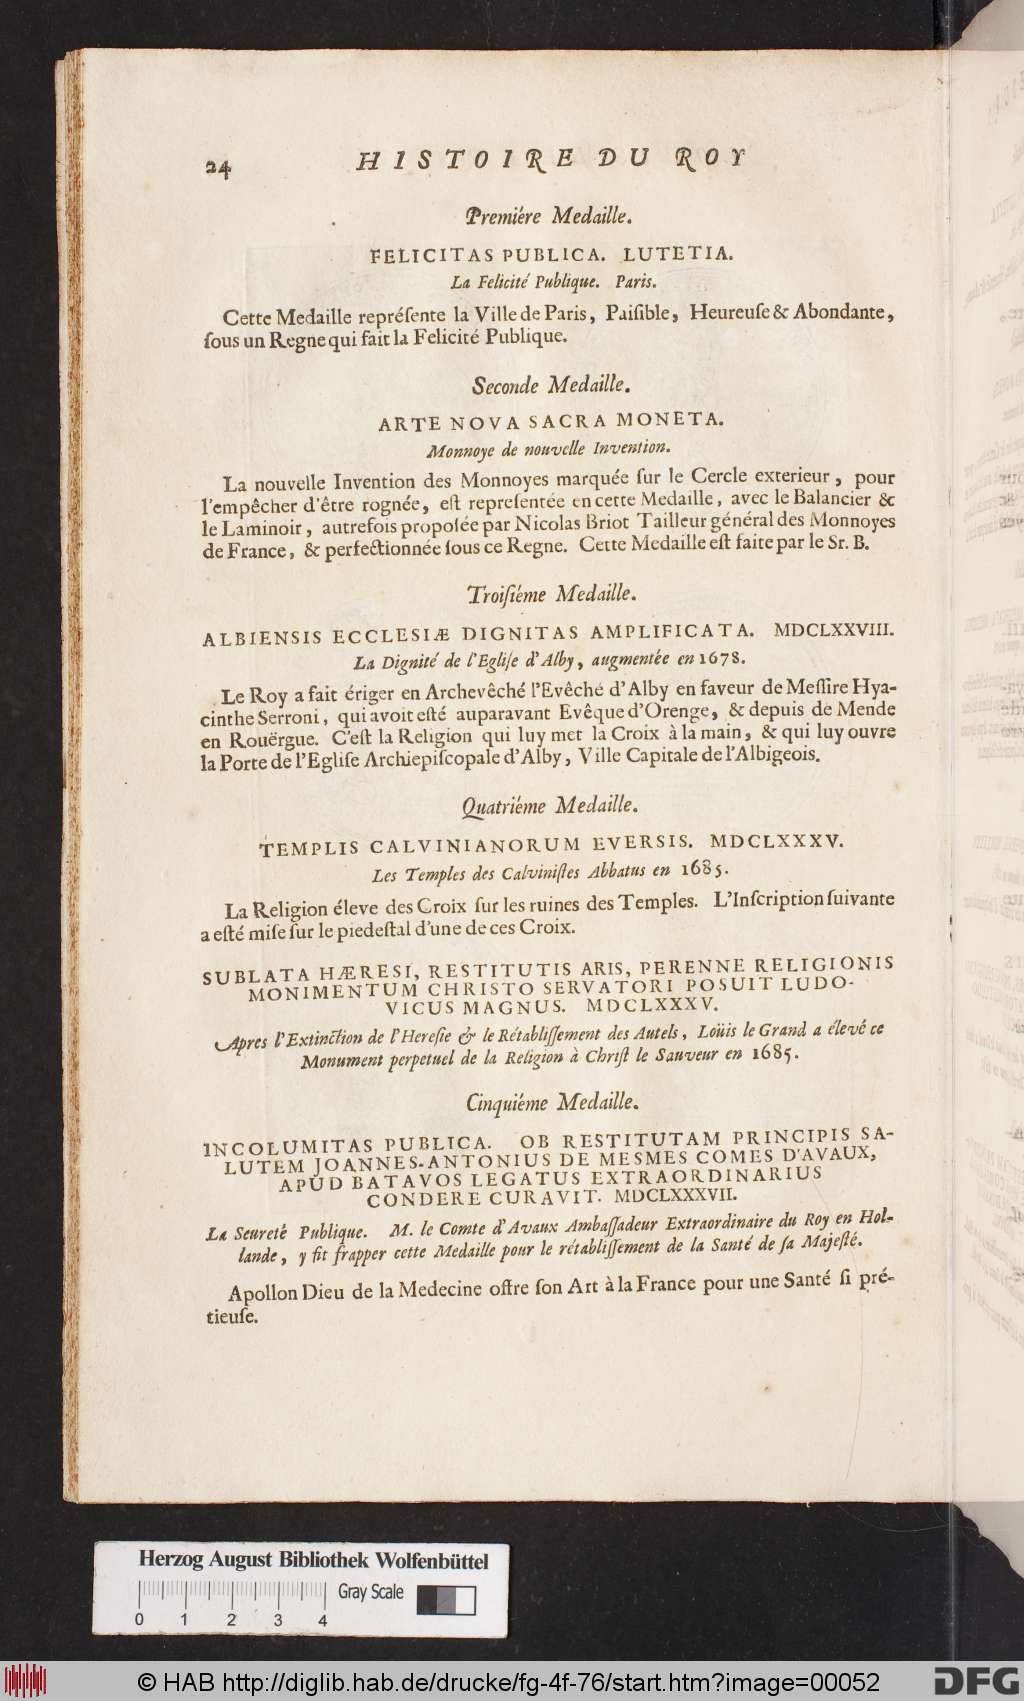 24 HISTOIRE DU ROY
Premiére Medaille.
FELICITAS PUBLICA. LUTETIA.
La Felicité Publique. Paris.
Cette Medaille repréſente la Ville de Paris, Paiſible, Heureuſe & Abondante,
ſous un Regne qui fait la Felicité Publique.
Seconde Medaille.
ARTE NOVA SACRA MONETA.
Monnoye de nouvelle Invention.
La nouvelle Invention des Monnoyes marquée ſur le Cercle exterieur, pour
l'empêcher d'être rognée, eſt repreſentée en cette Medaille, avec le Balancier &
le Laminoir, autrefois propoſée par Nicolas Briot Tailleur général des Monnoyes
de France, & perfectionnée ſous ce Regne. Cette Medaille eſt faite par le Sr. B.
Troiſiéme Medaille.
ALBIENSIS ECCLESIÆ DIGNITAS AMPLIFICATA. MDCLXXVIII.
La Dignité de l'Egliſe d'Alby, augmentée en 1678.
Le Roy a fait ériger en Archevêché l'Evêché d'Alby en faveur de Meſſire Hya-
cinthe Serroni, qui avoit eſté auparavant Evêque d'Orenge, & depuis de Mende
en Rouërgue. C'eſt la Religion qui luy met la Croix à la main, & qui luy ouvre
la Porte de l'Egliſe Archiepiſcopale d'Alby, Ville Capitale de l'Albigeois.
Quatriéme Medaille.
TEMPLIS CALVINIANORUM EVERSIS. MDCLXXXV.
Les Temples des Calviniſtes Abbatus en 1685.
La Religion éleve des Croix ſur les ruines des Temples. L'Inſcription ſuivante
a eſté miſe ſur le piedeſtal d'une de ces Croix.
SUBLATA HÆRESI, RESTITUTIS ARIS, PERENNE RELIGIONIS
MONIMENTUM CHRISTO SERVATORI POSUIT LUDO-
VICUS MAGNUS. MDCLXXXV.
Apres l'Extinction de l'Hereſie & le Rétabliſſement des Autels, Loüis le Grand a élevé ce
Monument perpetuel de la Religion à Chriſt le Sauveur en 1685.
Cinquiéme Medaille.
INCOLUMITAS PUBLICA. OB RESTITUTAM PRINCIPIS SA-
LUTEM JOANNES-ANTONIUS DE MESMES COMES D'AVAUX,
APUD BATAVOS LEGATUS EXTRAORDINARIUS
CONDERE CURAVIT. MDCLXXXVII.
La Seureté Publique. M. le Comte d'Avaux Ambaſſadeur Extraordinaire du Roy en Hol-
lande, y fit frapper cette Medaille pour le rétabliſſement de la Santé de ſa Majeſté.
Apollon Dieu de la Medecine offre ſon Art à la France pour une Santé ſi pré-
tieuſe.
Herzog August Bibliothek Wolfenbüttel
Gray Scale
0 1 2 3 4
© HAB http://diglib.hab.de/drucke/fg-4f-76/start.htm?image=00052
DFG